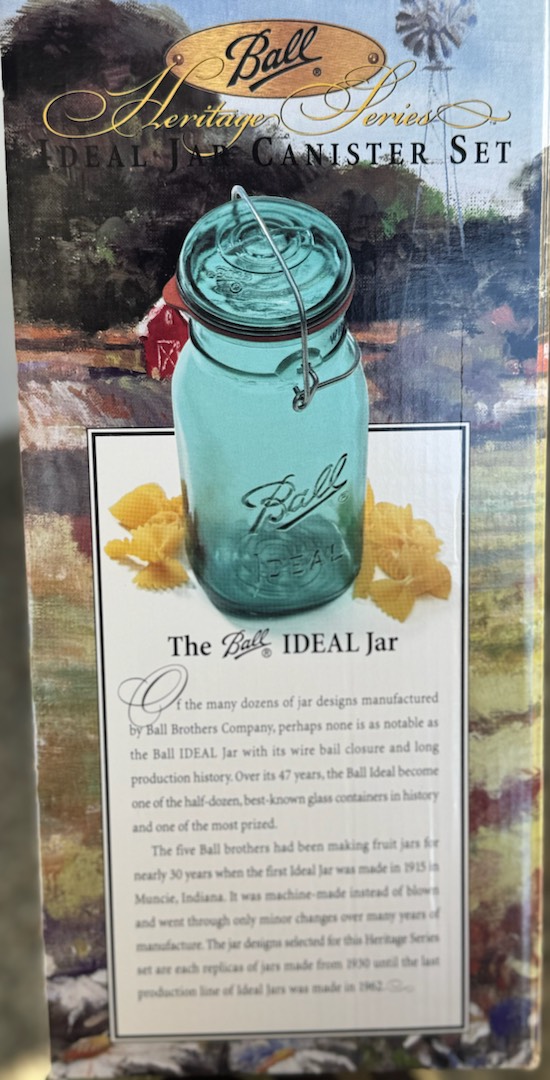 Ball®
Heritage Series
IDEAL JAR CANISTER SET
Ball®
IDEAL
The Ball® IDEAL Jar
Of the many dozens of jar designs manufactured
by Ball Brothers Company, perhaps none is as notable as
the Ball IDEAL Jar with its wire bail closure and long
production history. Over its 47 years, the Ball Ideal become
one of the half-dozen, best-known glass containers in history
and one of the most prized.
The five Ball brothers had been making fruit jars for
nearly 30 years when the first Ideal Jar was made in 1915 in
Muncie, Indiana. It was machine-made instead of blown
and went through only minor changes over many years of
manufacture. The jar designs selected for this Heritage Series
set are each replicas of jars made from 1930 until the last
production line of Ideal Jars was made in 1962.